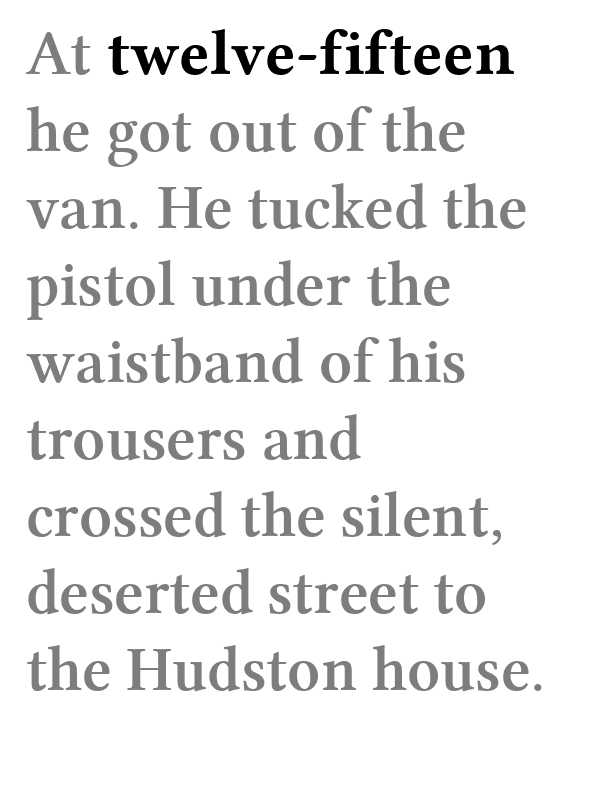 At twelve-fifteen
he got out of the
van. He tucked the
pistol under the
waistband of his
trousers and
crossed the silent,
deserted street to
the Hudston house.